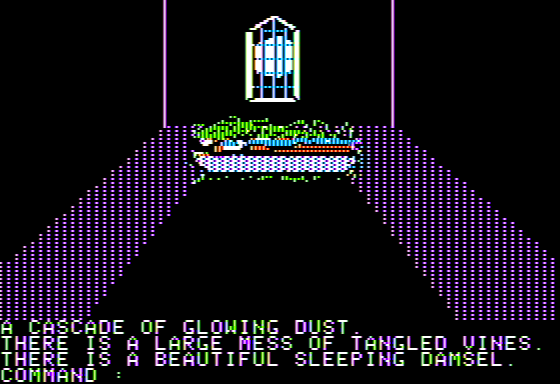 A CASCADE OF GLOWING DUST.
THERE IS A LARGE MESS OF TANGLED VINES.
THERE IS A BEAUTIFUL SLEEPING DAMSEL.
COMMAND :